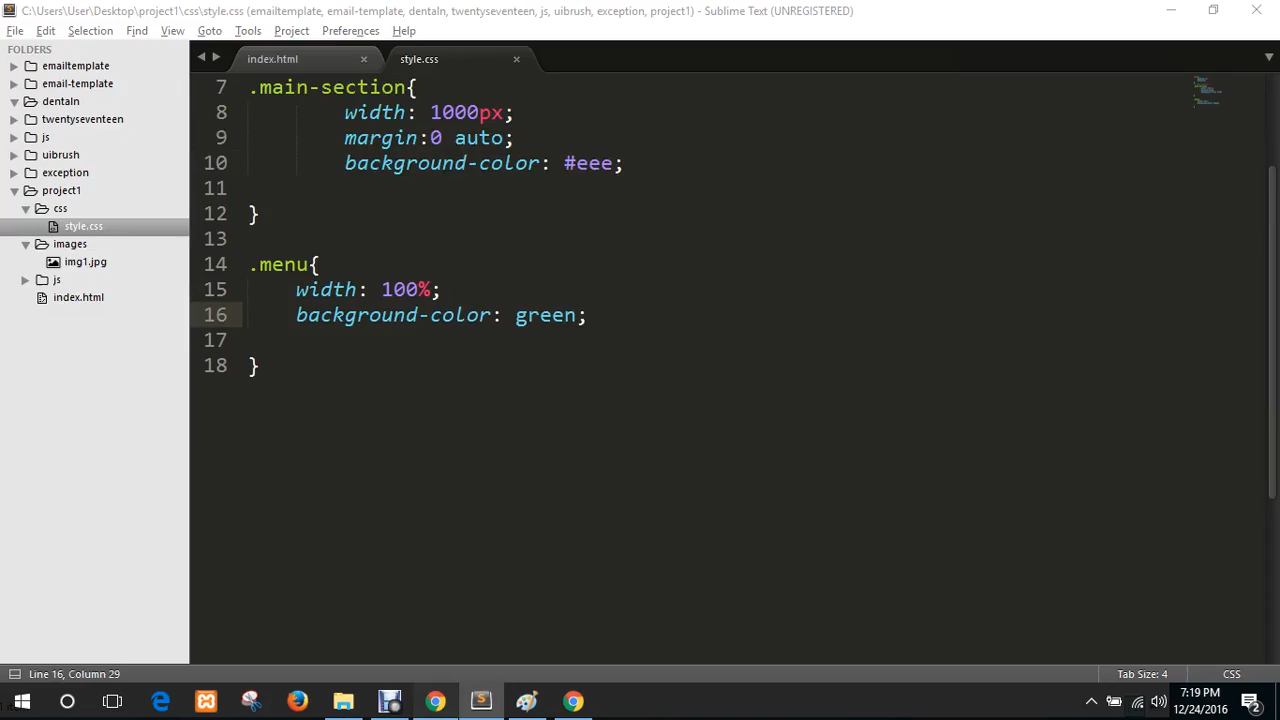 C:\Users\User\Desktop\project1\css\style.css (emailtemplate, email-template, dentaln, twentyseventeen, js, uibrush, exception, project1) - Sublime Text (UNREGISTERED)
File Edit Selection Find View Goto Tools Project Preferences Help
FOLDERS
emailtemplate
email-template
dentaln
twentyseventeen
js
uibrush
exception
project1
css
style.css
images
img1.jpg
js
index.html
index.html × style.css ×
7 .main-section{
8 width: 1000px;
9 margin:0 auto;
10 background-color: #eee;
11
12 }
13
14 .menu{
15 width: 100%;
16 background-color: green;
17
18 }
Line 16, Column 29 Tab Size: 4 CSS
7:19 PM
12/24/2016
2